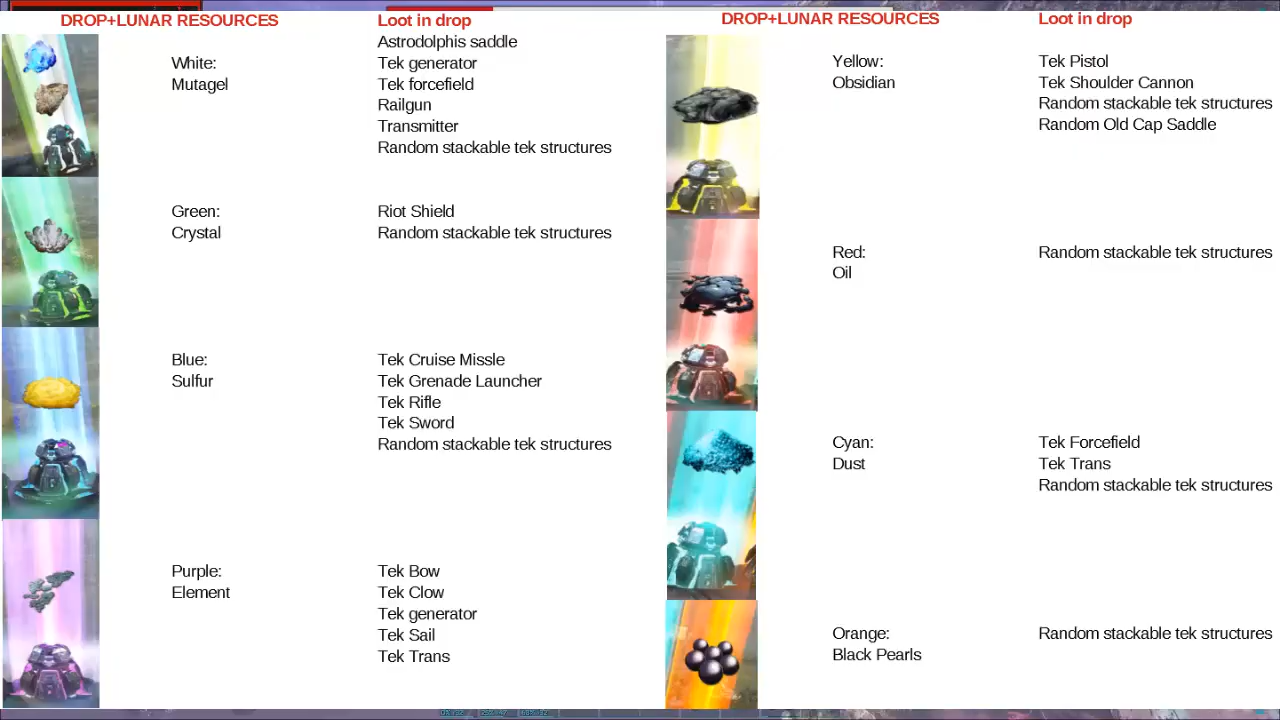 DROP+LUNAR RESOURCES
Loot in drop
White:
Mutagel
Astrodolphis saddle
Tek generator
Tek forcefield
Railgun
Transmitter
Random stackable tek structures
Green:
Crystal
Riot Shield
Random stackable tek structures
Blue:
Sulfur
Tek Cruise Missle
Tek Grenade Launcher
Tek Rifle
Tek Sword
Random stackable tek structures
Purple:
Element
Tek Bow
Tek Clow
Tek generator
Tek Sail
Tek Trans
DROP+LUNAR RESOURCES
Loot in drop
Yellow:
Obsidian
Tek Pistol
Tek Shoulder Cannon
Random stackable tek structures
Random Old Cap Saddle
Red:
Oil
Random stackable tek structures
Cyan:
Dust
Tek Forcefield
Tek Trans
Random stackable tek structures
Orange:
Black Pearls
Random stackable tek structures